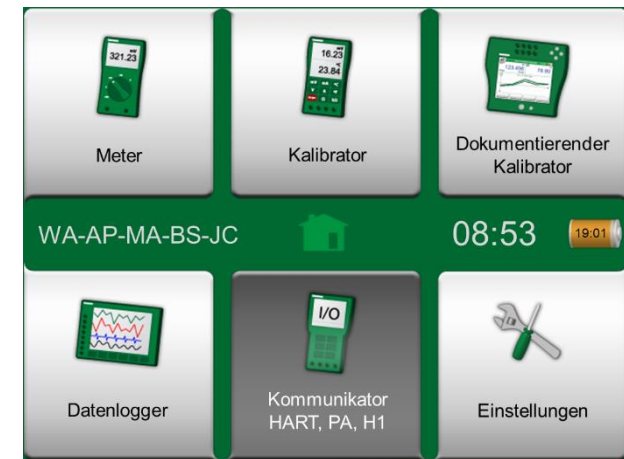 321.23
Meter
16.23
23.84
Kalibrator
Dokumentierender
Kalibrator
WA-AP-MA-BS-JC
08:53
19:01
Datenlogger
I/O
Kommunikator
HART, PA, H1
Einstellungen